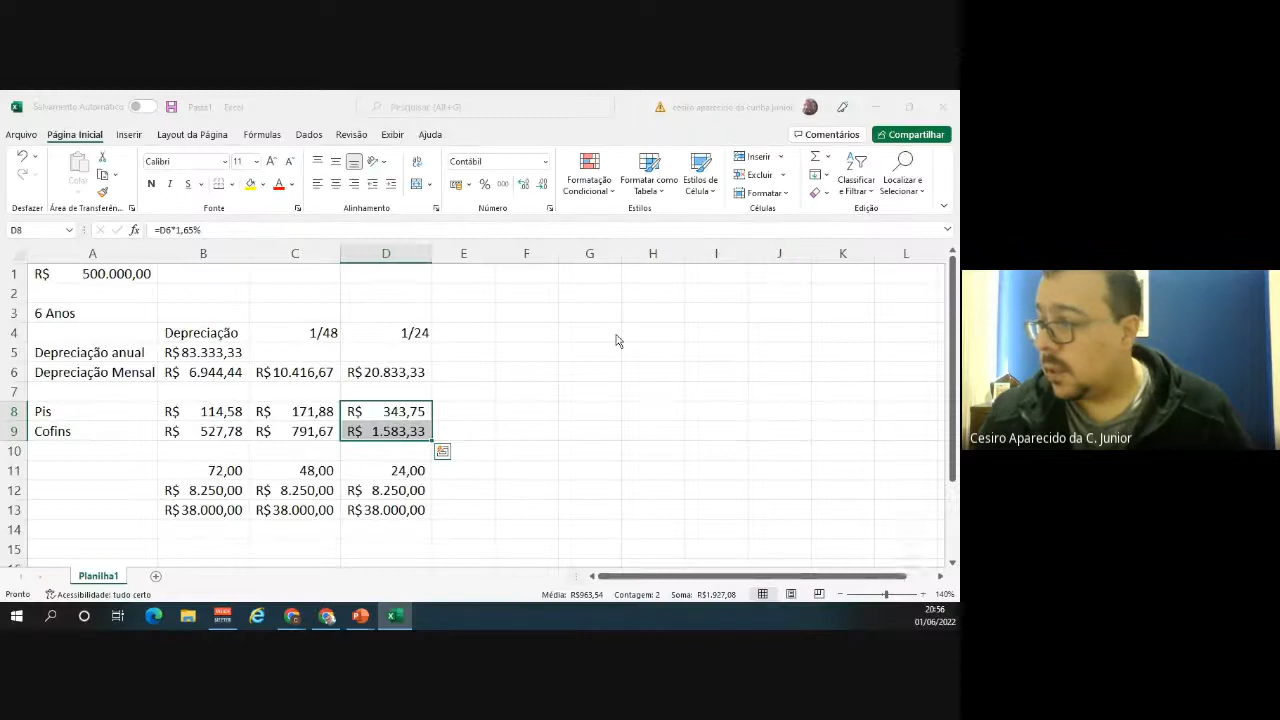 Salvamento Automático Pasta1 Excel Pesquisar (Alt+G) cesiro aparecido da cunha junior
Arquivo Página Inicial Inserir Layout da Página Fórmulas Dados Revisão Exibir Ajuda Comentários Compartilhar
Colar
Calibri 11
N I S
Contábil
% 000
Formatação Condicional
Formatar como Tabela
Estilos de Célula
Inserir
Excluir
Formatar
Classificar e Filtrar
Localizar e Selecionar
Desfazer Área de Transferên... Fonte Alinhamento Número Estilos Células Edição
D8 fx =D6*1,65%
A B C D E F G H I J K L
1 R$ 500.000,00
2
3 6 Anos
4 Depreciação 1/48 1/24
5 Depreciação anual R$83.333,33
6 Depreciação Mensal R$ 6.944,44 R$10.416,67 R$20.833,33
7
8 Pis R$ 114,58 R$ 171,88 R$ 343,75
9 Cofins R$ 527,78 R$ 791,67 R$ 1.583,33
10
11 72,00 48,00 24,00
12 R$ 8.250,00 R$ 8.250,00 R$ 8.250,00
13 R$38.000,00 R$38.000,00 R$38.000,00
14
15
Planilha1
Pronto Acessibilidade: tudo certo Média: R$963,54 Contagem: 2 Soma: R$1.927,08 140%
20:56
01/06/2022
Cesiro Aparecido da C. Junior